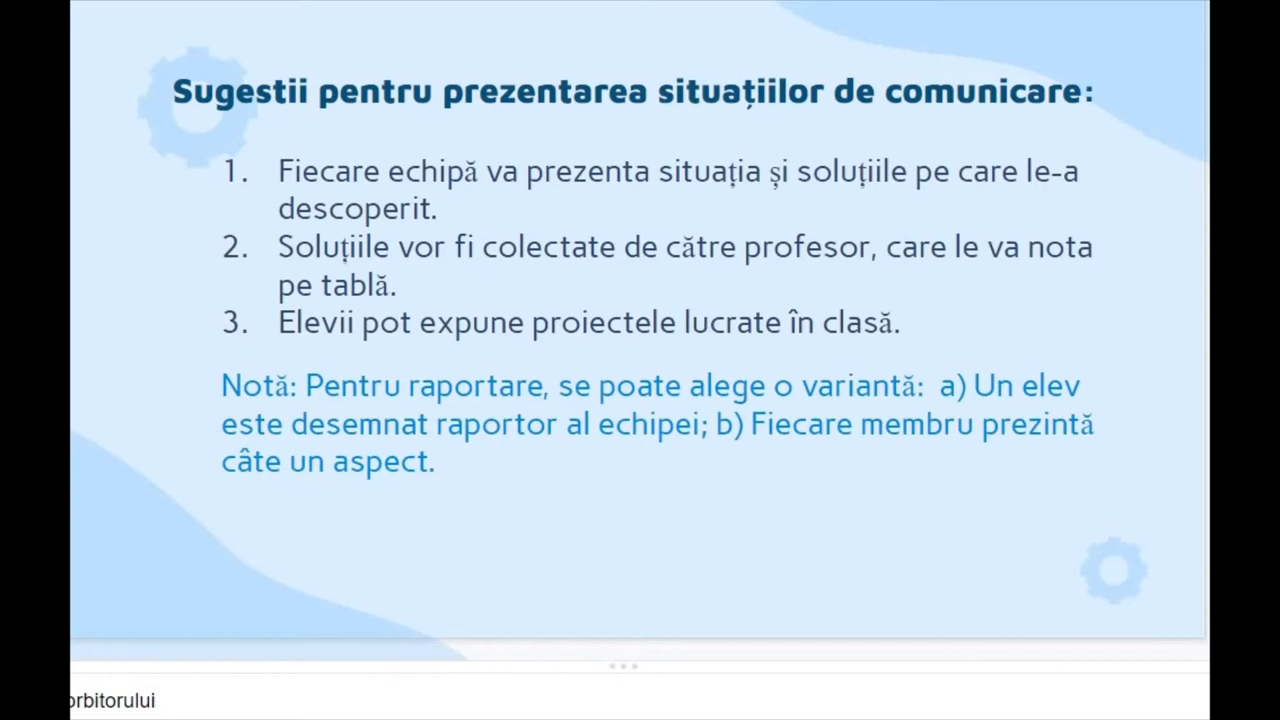 Sugestii pentru prezentarea situațiilor de comunicare:
1. Fiecare echipă va prezenta situația și soluțiile pe care le-a
descoperit.
2. Soluțiile vor fi colectate de către profesor, care le va nota
pe tablă.
3. Elevii pot expune proiectele lucrate în clasă.
Notă: Pentru raportare, se poate alege o variantă: a) Un elev
este desemnat raportor al echipei; b) Fiecare membru prezintă
câte un aspect.
orbitorului